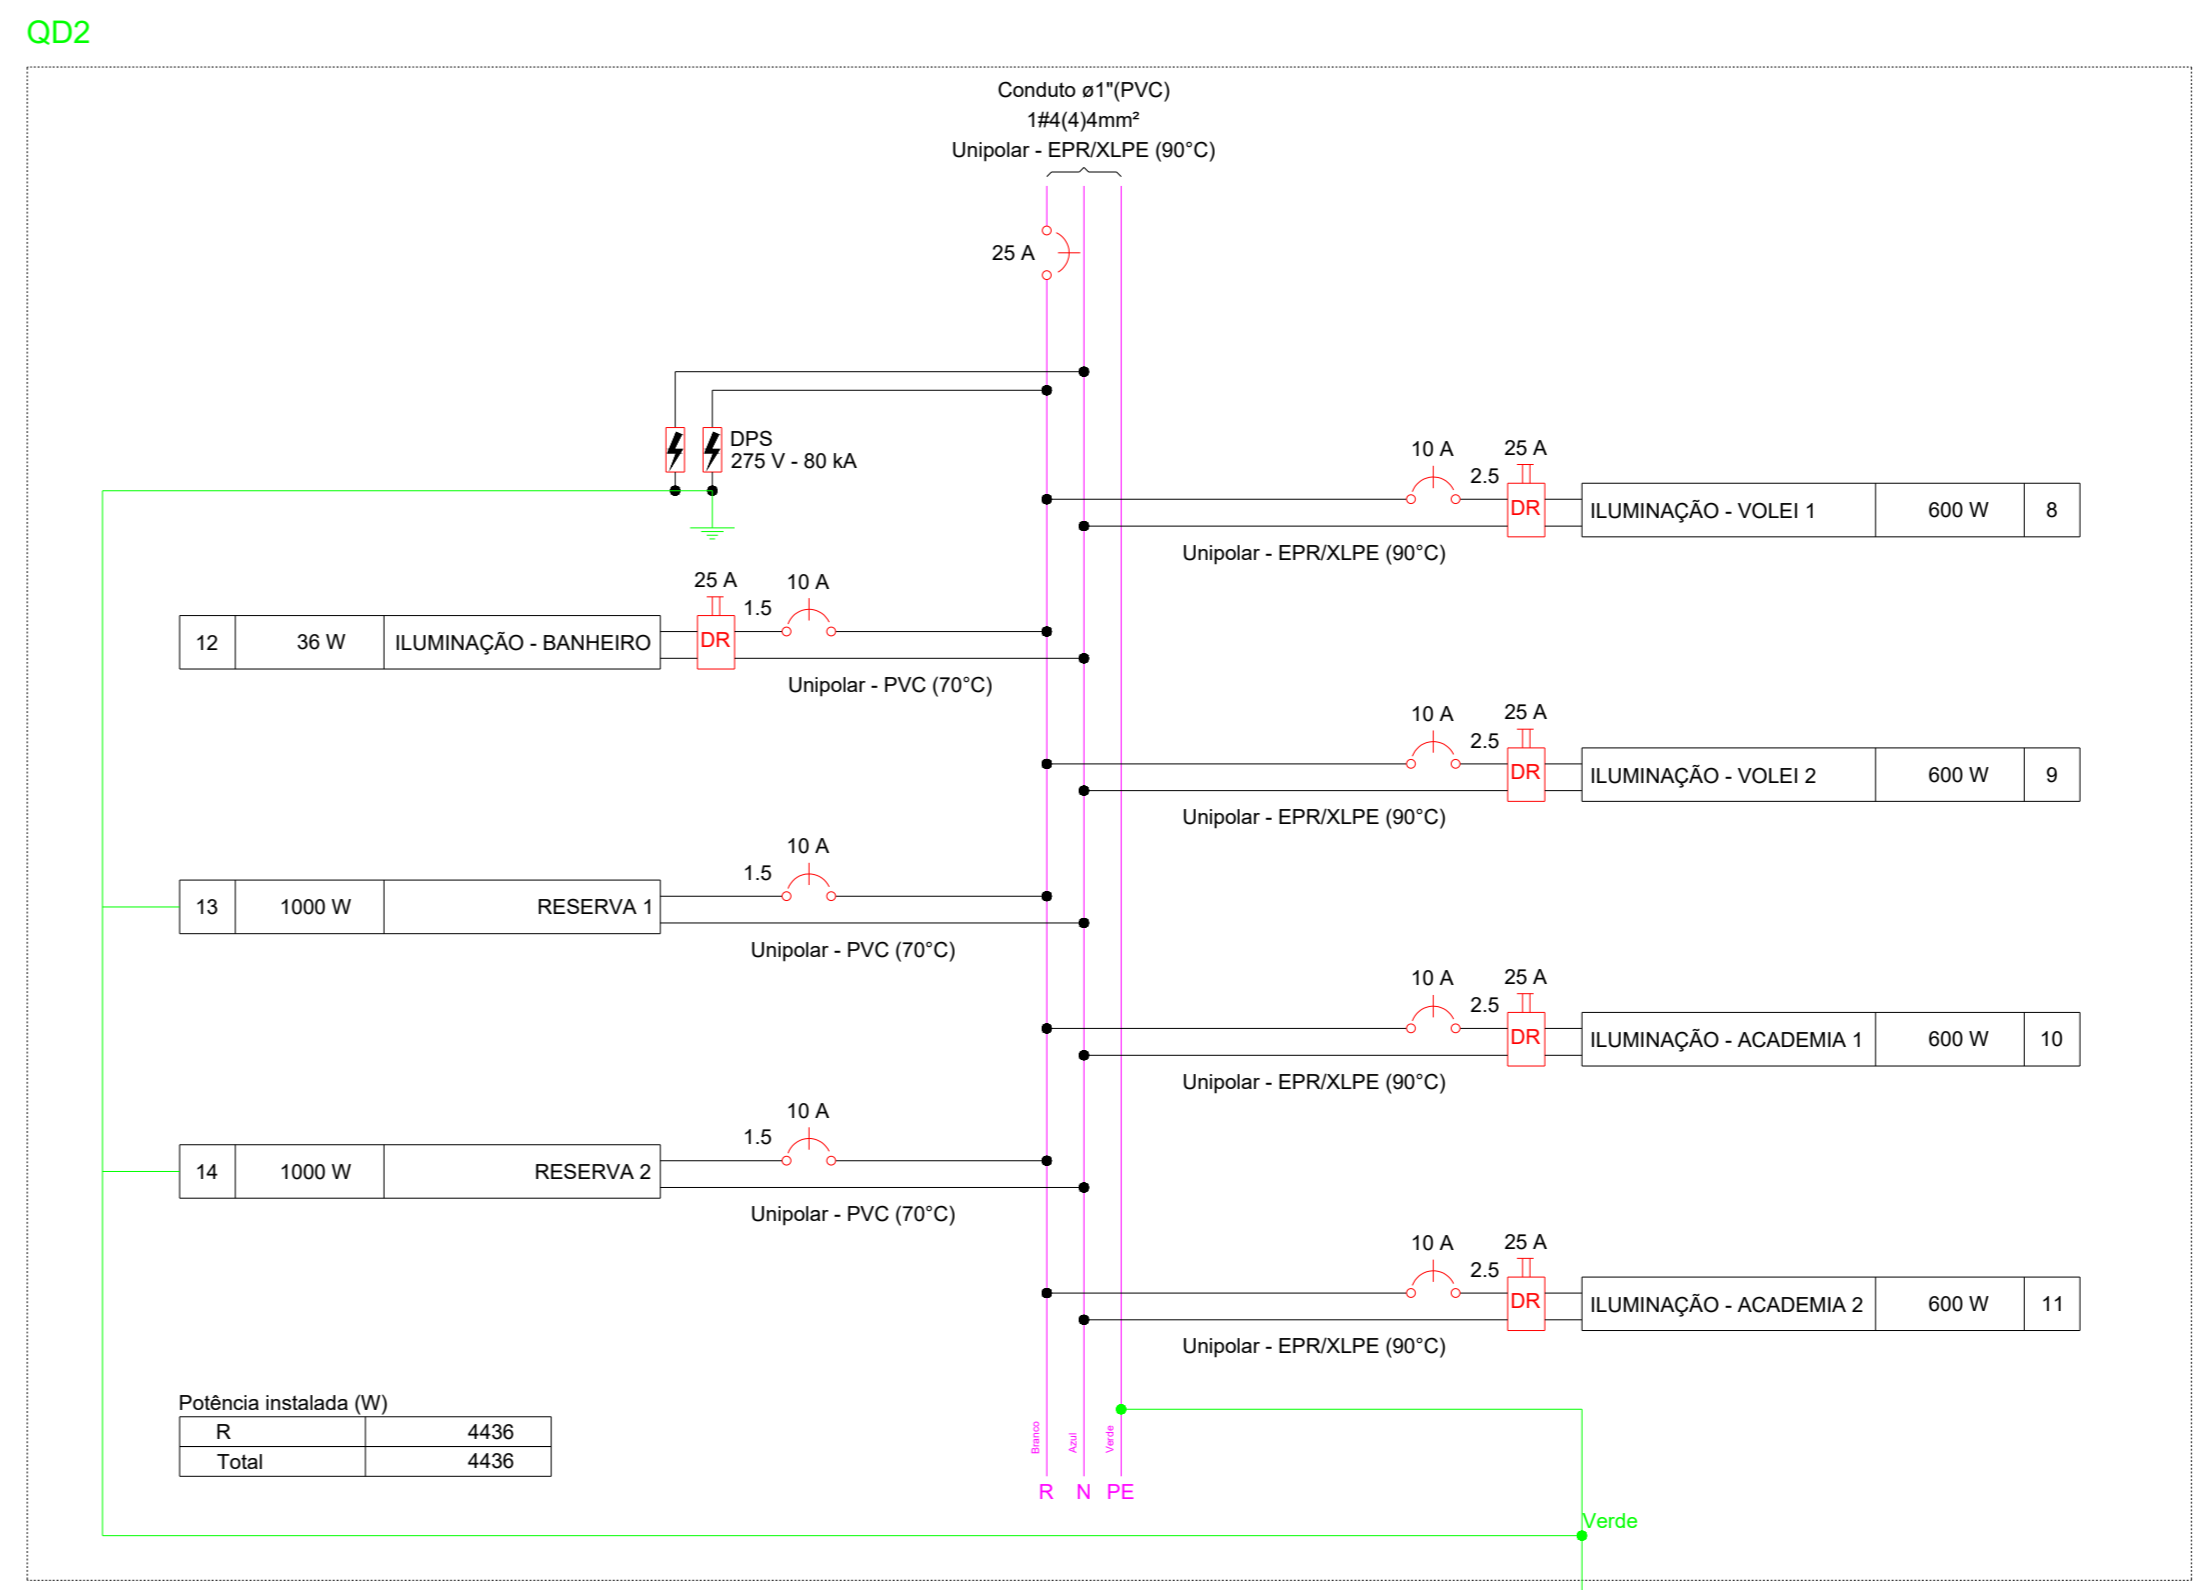 QD2
Conduto ø1"(PVC)
1#4(4)4mm²
Unipolar - EPR/XLPE (90°C)
25 A
DPS
275 V - 80 kA
10 A
25 A
2.5
DR
ILUMINAÇÃO - VOLEI 1
600 W
8
Unipolar - EPR/XLPE (90°C)
25 A
10 A
1.5
12
36 W
ILUMINAÇÃO - BANHEIRO
DR
Unipolar - PVC (70°C)
10 A
25 A
2.5
DR
ILUMINAÇÃO - VOLEI 2
600 W
9
Unipolar - EPR/XLPE (90°C)
10 A
1.5
13
1000 W
RESERVA 1
Unipolar - PVC (70°C)
10 A
25 A
2.5
DR
ILUMINAÇÃO - ACADEMIA 1
600 W
10
Unipolar - EPR/XLPE (90°C)
10 A
1.5
14
1000 W
RESERVA 2
Unipolar - PVC (70°C)
10 A
25 A
2.5
DR
ILUMINAÇÃO - ACADEMIA 2
600 W
11
Unipolar - EPR/XLPE (90°C)
Potência instalada (W)
R 4436
Total 4436
Branco
Azul
Verde
R N PE
Verde